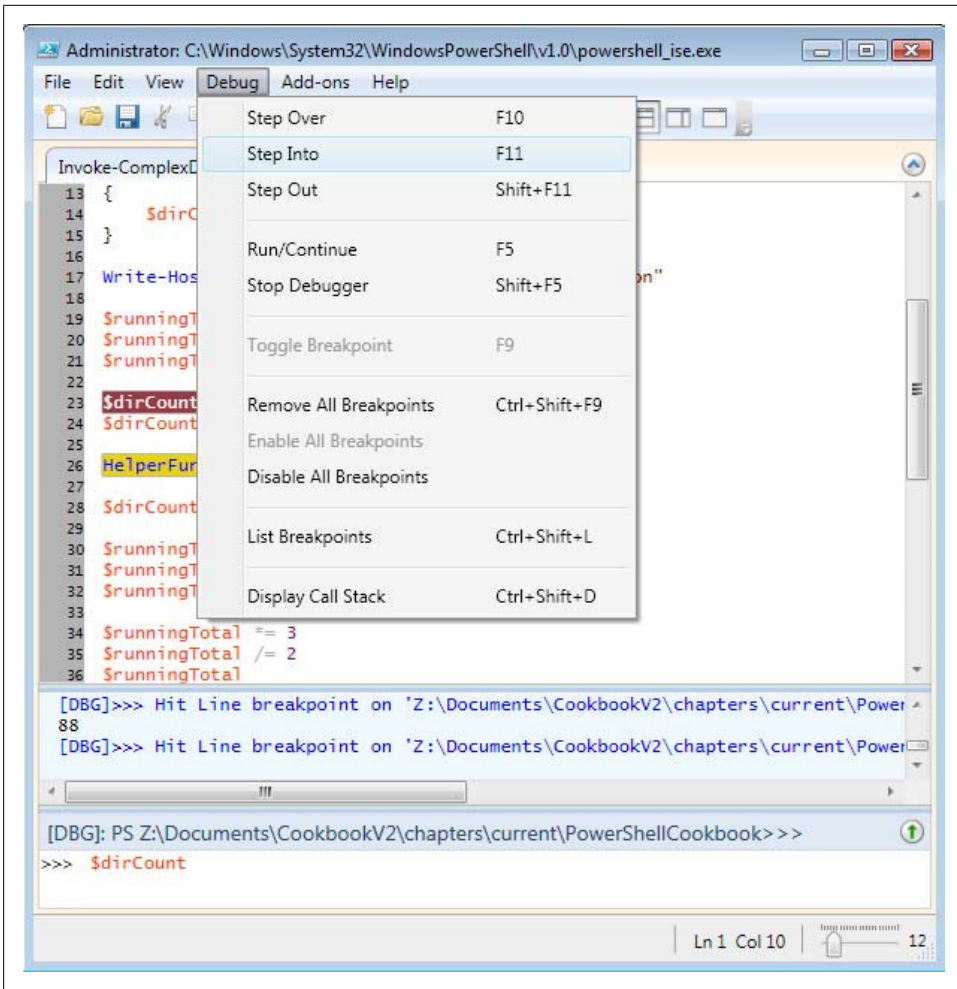 Administrator: C:\Windows\System32\WindowsPowerShell\v1.0\powershell_ise.exe
File Edit View Debug Add-ons Help
Step Over F10
Step Into F11
Step Out Shift+F11
Run/Continue F5
Stop Debugger Shift+F5
Toggle Breakpoint F9
Remove All Breakpoints Ctrl+Shift+F9
Enable All Breakpoints
Disable All Breakpoints
List Breakpoints Ctrl+Shift+L
Display Call Stack Ctrl+Shift+D
Invoke-ComplexD
13 {
14 $dirC
15 }
16
17 Write-Hos on"
18
19 $runningT
20 $runningT
21 $runningT
22
23 $dirCount
24 $dirCount
25
26 HelperFun
27
28 $dirCount
29
30 $runningT
31 $runningT
32 $runningT
33
34 $runningTotal *= 3
35 $runningTotal /= 2
36 $runningTotal
[DBG]>>> Hit Line breakpoint on 'Z:\Documents\CookbookV2\chapters\current\Power
88
[DBG]>>> Hit Line breakpoint on 'Z:\Documents\CookbookV2\chapters\current\Power
[DBG]: PS Z:\Documents\CookbookV2\chapters\current\PowerShellCookbook>>>
>>> $dirCount
Ln 1 Col 10 12